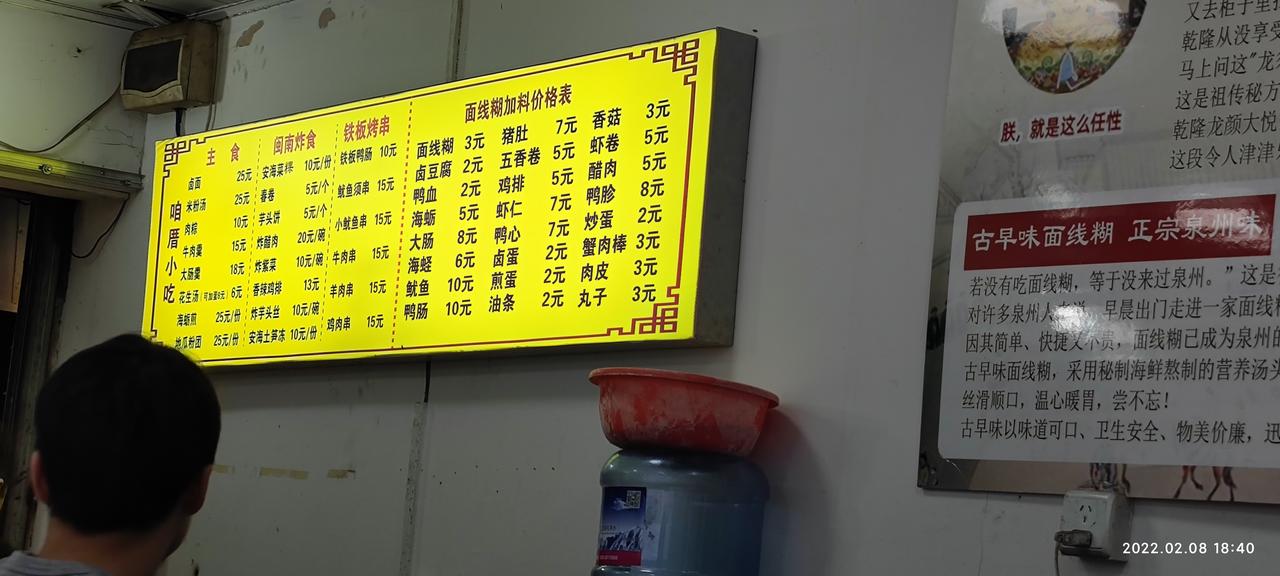 咱厝小吃
主 食
卤面 25元
米粉汤 25元
肉粽 10元
牛肉羹 15元
大肠羹 18元
花生汤(可加蛋8元) 6元
海蛎煎 25元/份
地瓜粉团 25元/份
闽南炸食
安海菜粿 10元/份
春卷 5元/个
芋头饼 5元/个
炸醋肉 20元/碗
炸紫菜 10元/碗
香辣鸡排 13元
炸芋头丝 10元/碗
安海土笋冻 10元/份
铁板烤串
铁板鸭肠 10元
鱿鱼须串 15元
小鱿鱼串 15元
牛肉串 15元
羊肉串 15元
鸡肉串 15元
面线糊加料价格表
面线糊 3元 猪肚 7元 香菇 3元
卤豆腐 2元 五香卷 5元 虾卷 5元
鸭血 2元 鸡排 5元 醋肉 5元
海蛎 5元 虾仁 7元 鸭胗 8元
大肠 8元 鸭心 7元 炒蛋 2元
海蛏 6元 卤蛋 2元 蟹肉棒 3元
鱿鱼 10元 煎蛋 2元 肉皮 3元
鸭肠 10元 油条 2元 丸子 3元
朕，就是这么任性
又去柜子里
乾隆从没享受
马上问这"龙
这是祖传秘方
乾隆龙颜大悦
这段令人津津
古早味面线糊 正宗泉州味
若没有吃面线糊，等于没来过泉州。" 这是
对许多泉州人来说，早晨出门走进一家面线
因其简单、快捷又不贵，面线糊已成为泉州的
古早味面线糊，采用秘制海鲜熬制的营养汤头
丝滑顺口，温心暖胃，尝不忘！
古早味以味道可口、卫生安全、物美价廉，迅
2022.02.08 18:40